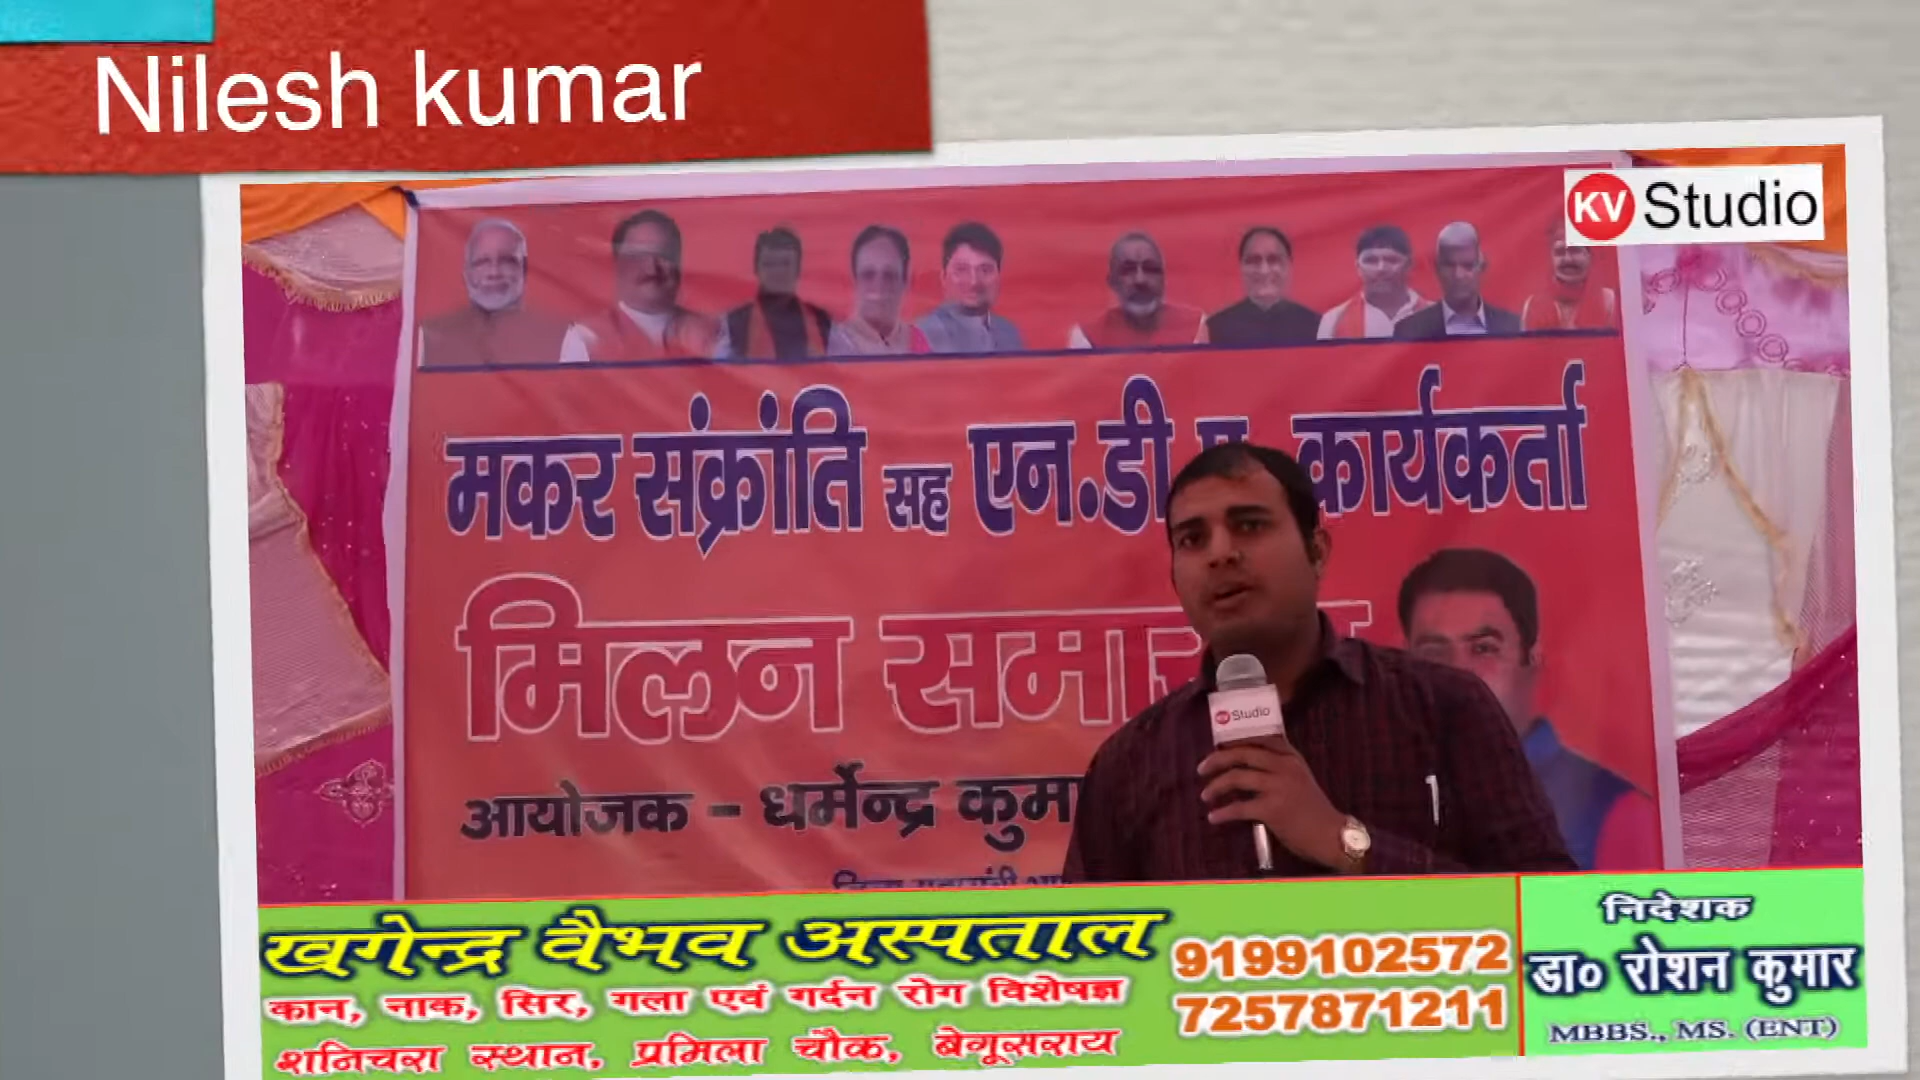 Nilesh kumar
KV Studio
मकर संक्रांति सह एन.डी. कार्यकर्ता
मिलन
आयोजक - धर्मेन्द्र
KV Studio
खगेन्द्र वैभव अस्पताल
कान, नाक, सिर, गला एवं गर्दन रोग विशेषज्ञ
शनिचरा स्थान, प्रमिला चौक, बेगूसराय
9199102572
7257871211
निदेशक
डा० रोशन कुमार
MBBS., MS. (ENT)